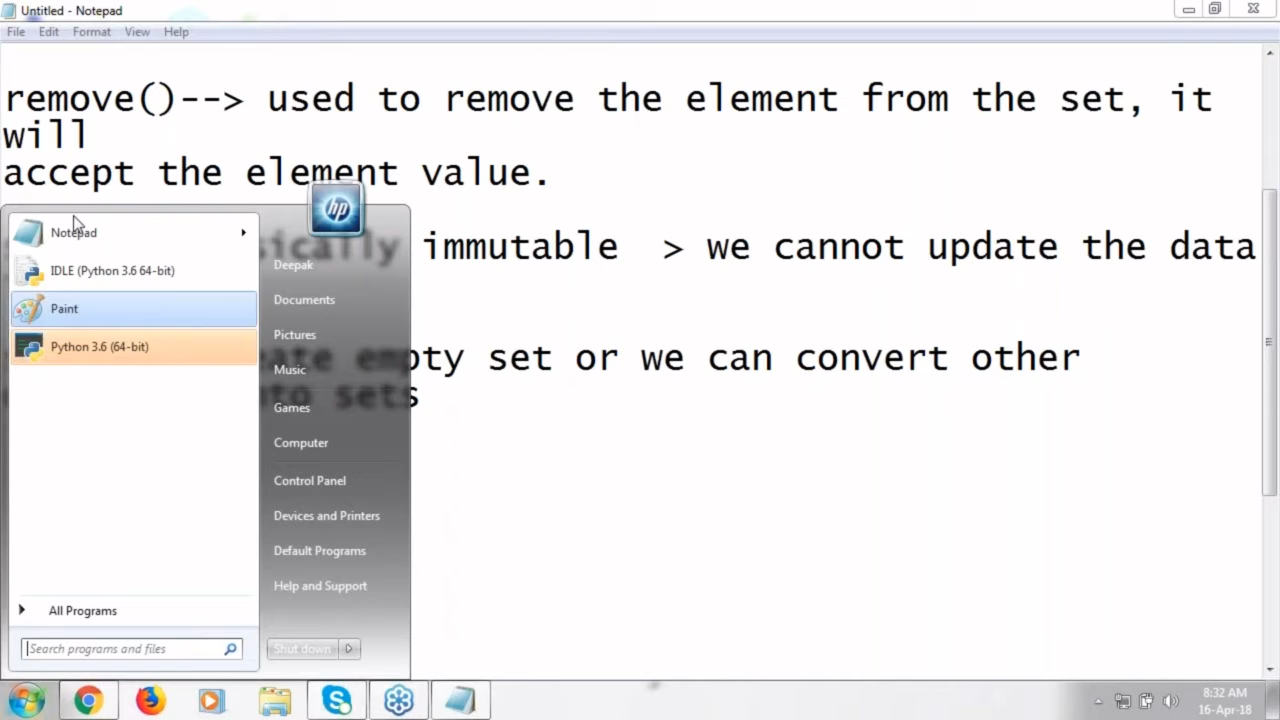 Untitled - Notepad
File Edit Format View Help
remove()--> used to remove the element from the set, it
will
accept the element value.
immutable > we cannot update the data
empty set or we can convert other
sets
hp
Notepad
IDLE (Python 3.6 64-bit)
Paint
Python 3.6 (64-bit)
All Programs
Search programs and files
Deepak
Documents
Pictures
Music
Games
Computer
Control Panel
Devices and Printers
Default Programs
Help and Support
Shut down
8:32 AM
16-Apr-18